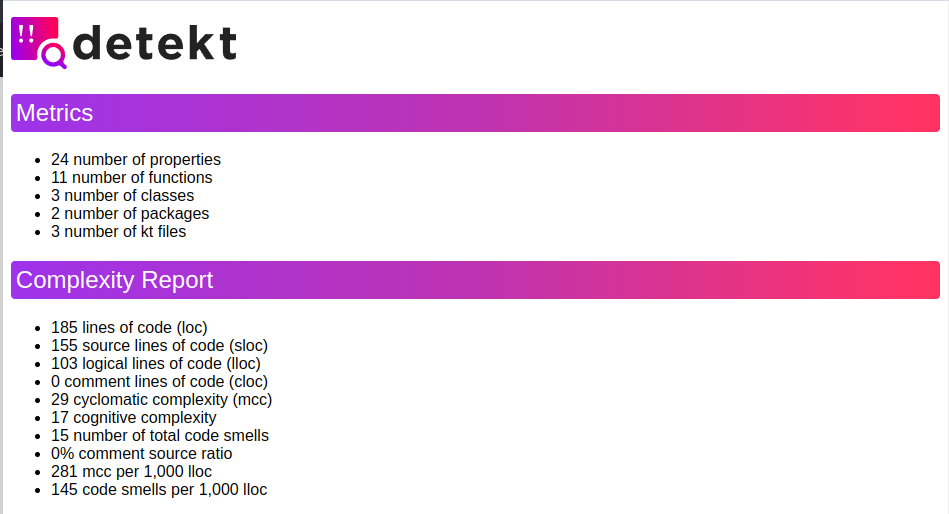 !!
detekt
Metrics
24 number of properties
11 number of functions
3 number of classes
2 number of packages
3 number of kt files
Complexity Report
185 lines of code (loc)
155 source lines of code (sloc)
103 logical lines of code (lloc)
0 comment lines of code (cloc)
29 cyclomatic complexity (mcc)
17 cognitive complexity
15 number of total code smells
0% comment source ratio
281 mcc per 1,000 lloc
145 code smells per 1,000 lloc